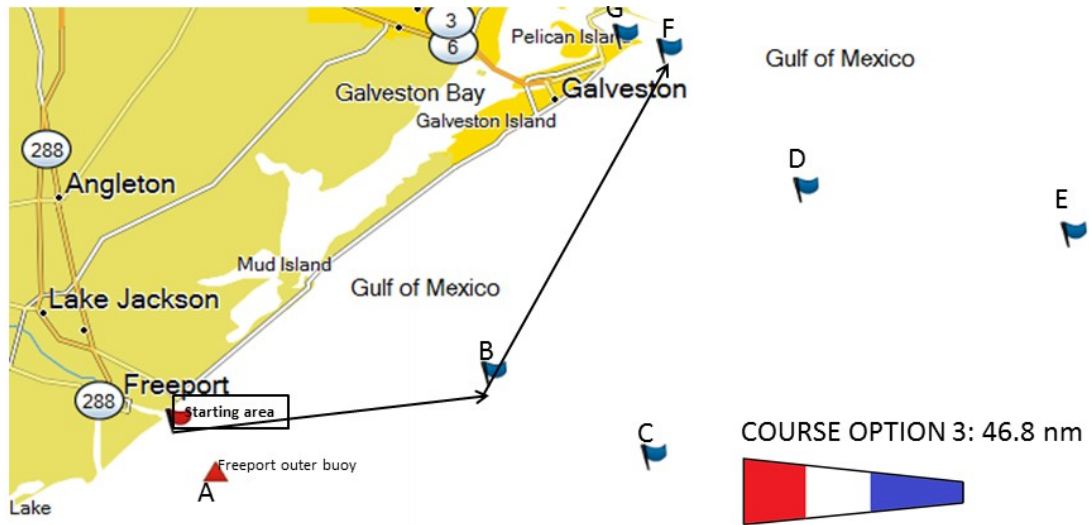 G
F
3
6
Pelican Island
Gulf of Mexico
Galveston Bay
Galveston
Galveston Island
288
D
Angleton
E
Mud Island
Gulf of Mexico
Lake Jackson
B
Freeport
288
Starting area
C
COURSE OPTION 3: 46.8 nm
Freeport outer buoy
A
Lake